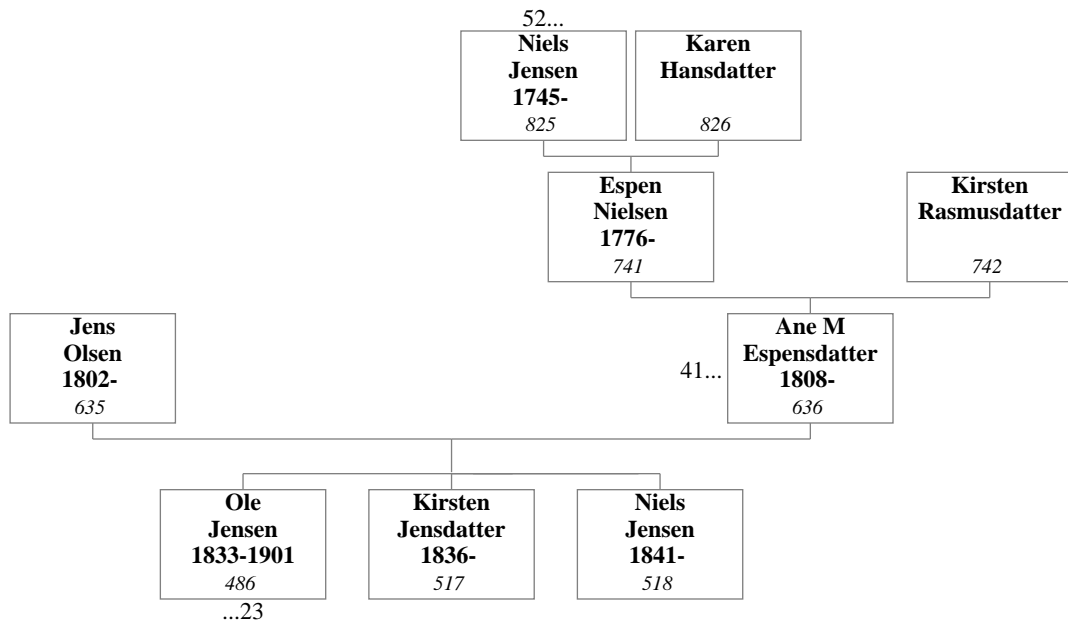 52...
Niels
Jensen
1745-
825
Karen
Hansdatter
826
Espen
Nielsen
1776-
741
Kirsten
Rasmusdatter
742
Jens
Olsen
1802-
635
41...
Ane M
Espensdatter
1808-
636
Ole
Jensen
1833-1901
486
...23
Kirsten
Jensdatter
1836-
517
Niels
Jensen
1841-
518